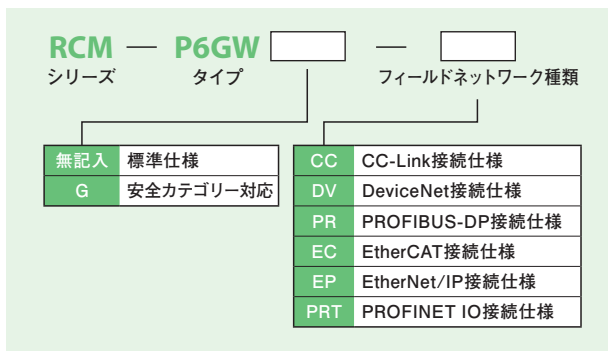 RCM — P6GW —
シリーズ タイプ フィールドネットワーク種類
無記入 標準仕様
G 安全カテゴリー対応
CC CC-Link接続仕様
DV DeviceNet接続仕様
PR PROFIBUS-DP接続仕様
EC EtherCAT接続仕様
EP EtherNet/IP接続仕様
PRT PROFINET IO接続仕様